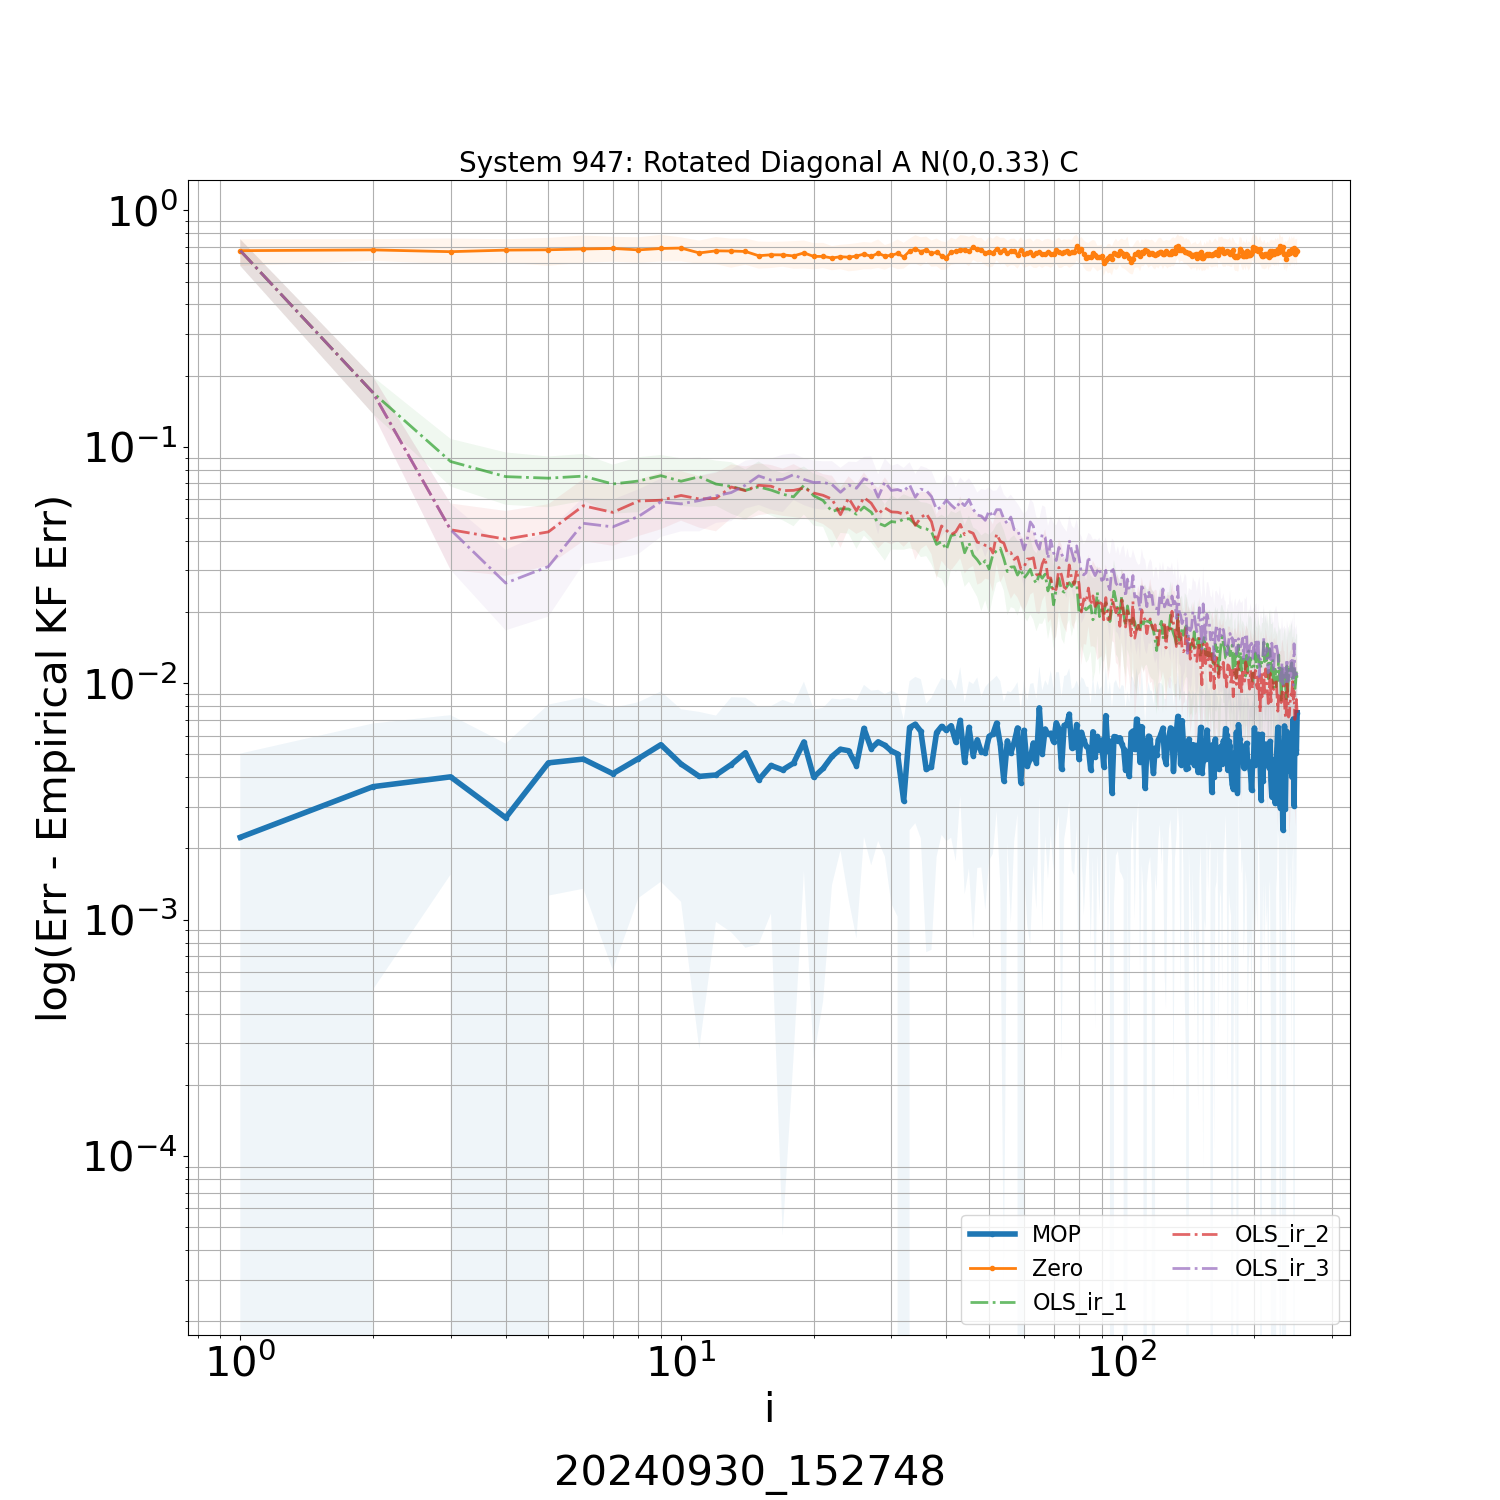 System 947: Rotated Diagonal A N(0,0.33) C
log(Err - Empirical KF Err)
10⁰
10⁻¹
10⁻²
10⁻³
10⁻⁴
MOP
Zero
OLS_ir_1
OLS_ir_2
OLS_ir_3
10⁰ 10¹ 10²
i
20240930_152748